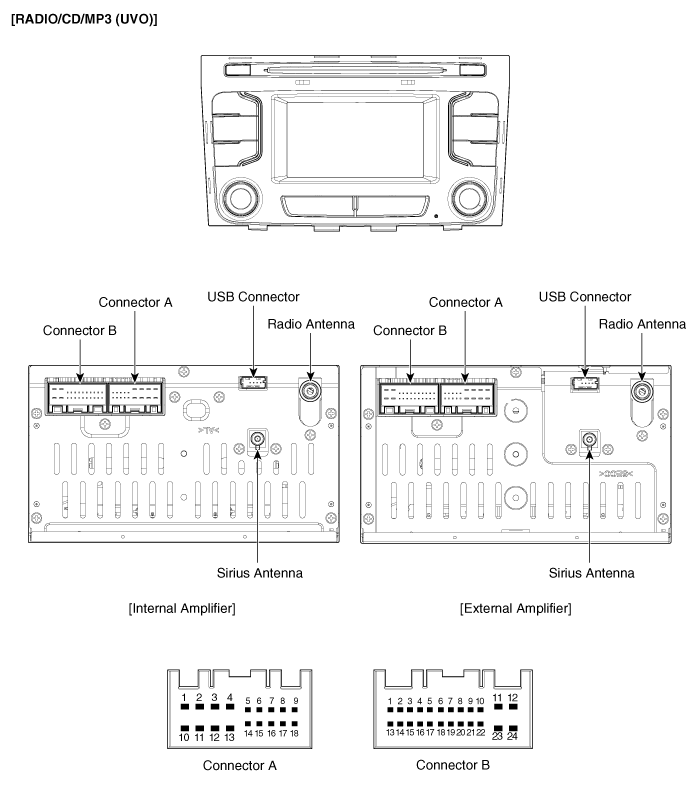 [RADIO/CD/MP3 (UVO)]
USB Connector
Connector A
Radio Antenna
Connector B
USB Connector
Connector A
Radio Antenna
Connector B
>TV<
Sirius Antenna
Sirius Antenna
[Internal Amplifier]
[External Amplifier]
1 2 3 4 5 6 7 8 9
10 11 12 13 14 15 16 17 18
Connector A
1 2 3 4 5 6 7 8 9 10 11 12
13 14 15 16 17 18 19 20 21 22 23 24
Connector B